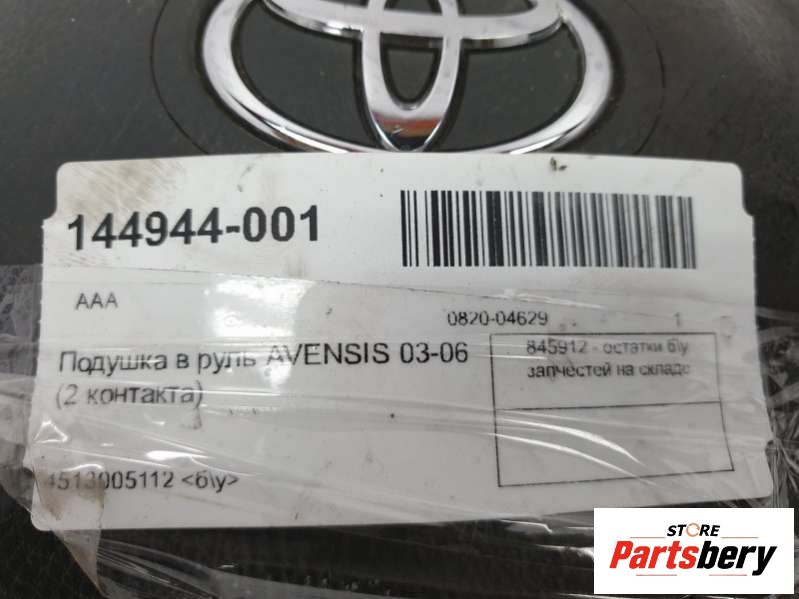 144944-001
AAA
0820-04629 1
Подушка в руль AVENSIS 03-06
(2 контакта)
845912 - остатки б\у
запчестей на складе
4513005112 <б\у>
STORE
Partsbery